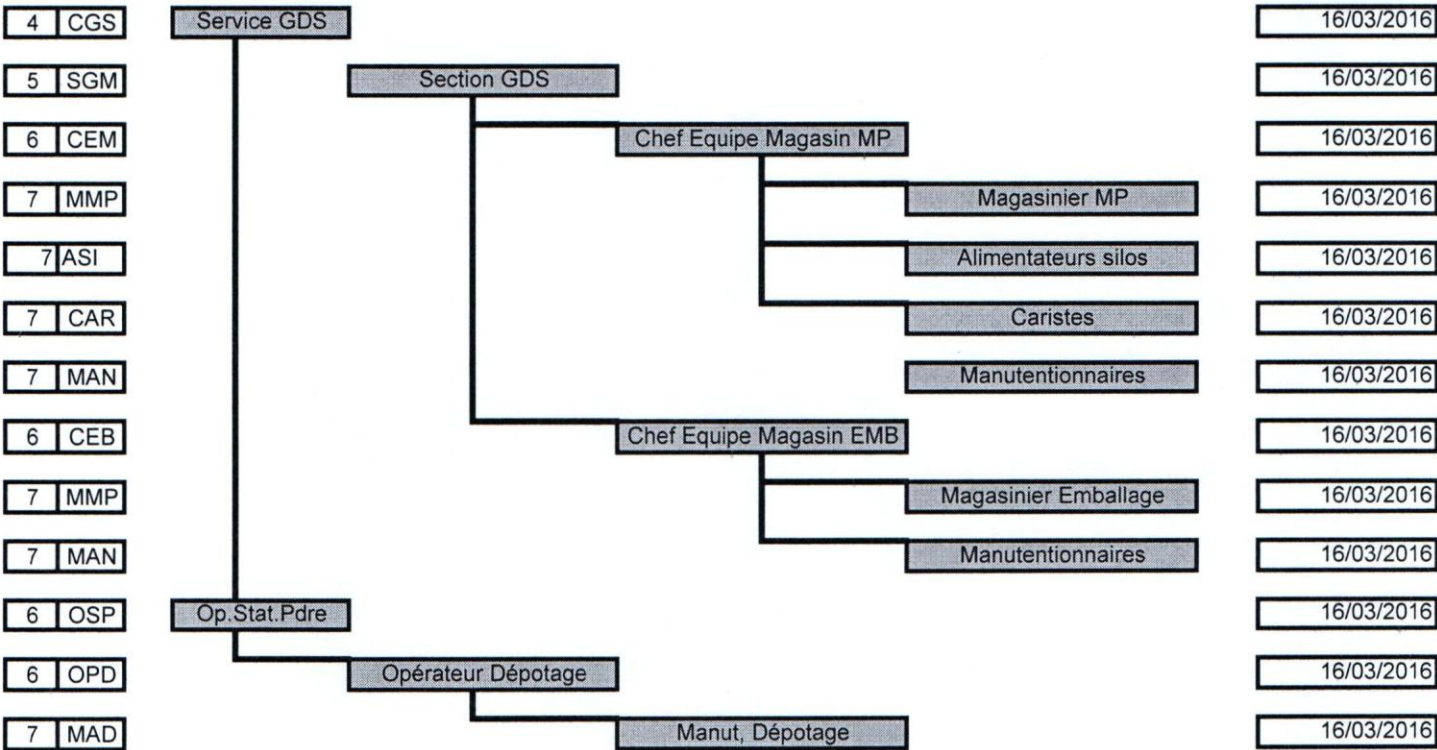 4 CGS Service GDS 16/03/2016
5 SGM Section GDS 16/03/2016
6 CEM Chef Equipe Magasin MP 16/03/2016
7 MMP Magasinier MP 16/03/2016
7 ASI Alimentateurs silos 16/03/2016
7 CAR Caristes 16/03/2016
7 MAN Manutentionnaires 16/03/2016
6 CEB Chef Equipe Magasin EMB 16/03/2016
7 MMP Magasinier Emballage 16/03/2016
7 MAN Manutentionnaires 16/03/2016
6 OSP Op.Stat.Pdre 16/03/2016
6 OPD Opérateur Dépotage 16/03/2016
7 MAD Manut, Dépotage 16/03/2016